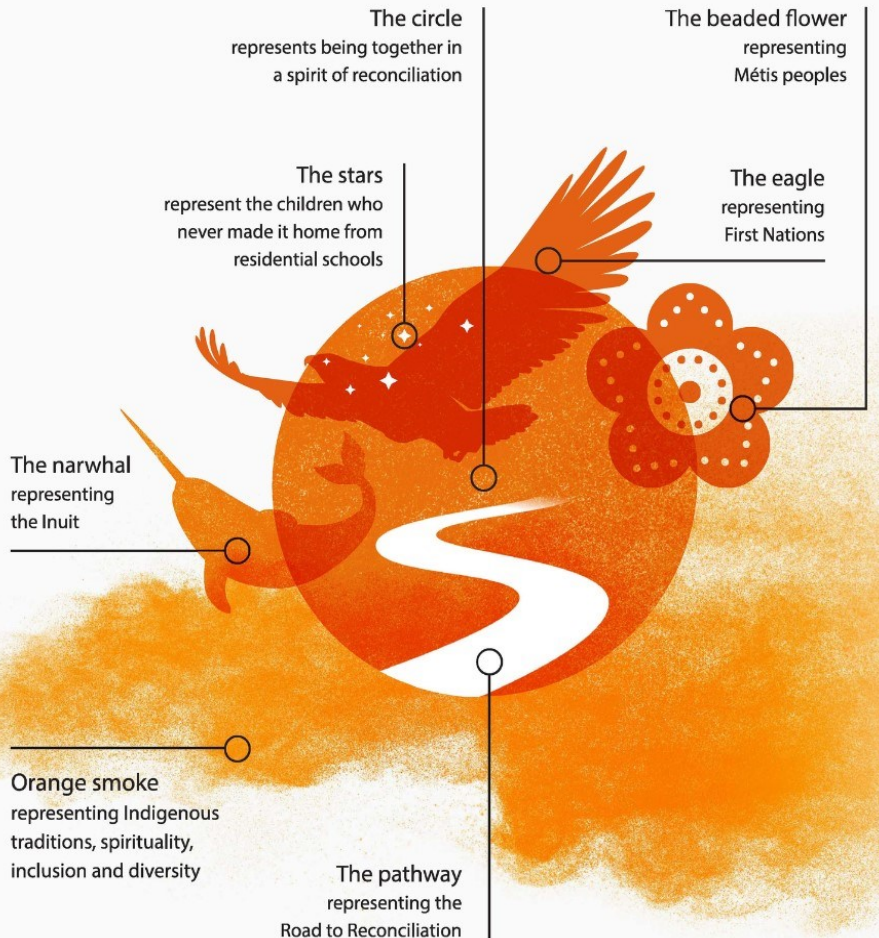 The circle
represents being together in
a spirit of reconciliation
The beaded flower
representing
Métis peoples
The stars
represent the children who
never made it home from
residential schools
The eagle
representing
First Nations
The narwhal
representing
the Inuit
Orange smoke
representing Indigenous
traditions, spirituality,
inclusion and diversity
The pathway
representing the
Road to Reconciliation